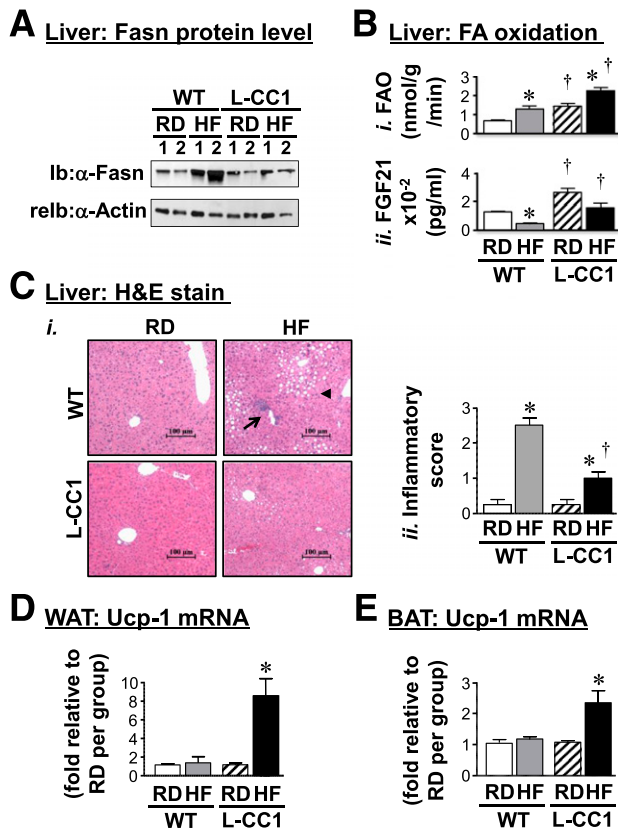 A Liver: Fasn protein level
WT L-CC1
RD HF RD HF
1 2 1 2 1 2 1 2
Ib:α-Fasn
reIb:α-Actin
B Liver: FA oxidation
i. FAO
(nmol/g
/min)
3
2
1
0
* † * †
ii. FGF21
x10-2
(pg/ml)
4
3
2
1
0
* † †
RD HF RD HF
WT L-CC1
C Liver: H&E stain
i. RD HF
WT
100 µm 100 µm
L-CC1
100 µm 100 µm
ii. Inflammatory
score
3
2
1
0
* * †
RD HF RD HF
WT L-CC1
D WAT: Ucp-1 mRNA
(fold relative to
RD per group)
10
8
6
4
2
0
*
RD HF RD HF
WT L-CC1
E BAT: Ucp-1 mRNA
(fold relative to
RD per group)
3
2
1
0
*
RD HF RD HF
WT L-CC1